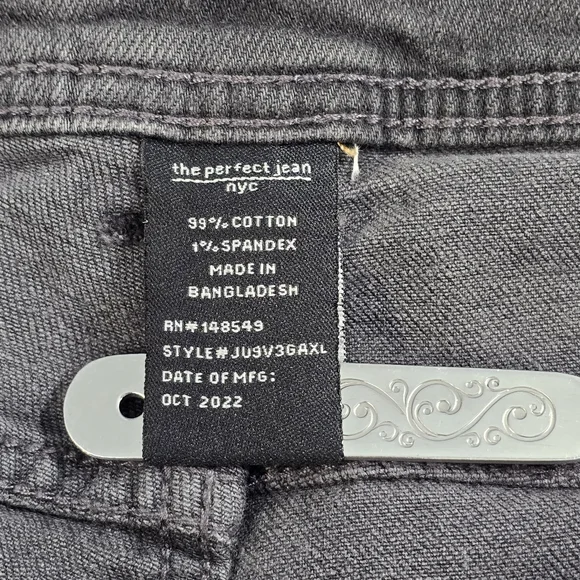 the perfect jean
nyc
99% COTTON
1% SPANDEX
MADE IN
BANGLADESH
RN# 148549
STYLE# JU9V3GAXL
DATE OF MFG:
OCT 2022